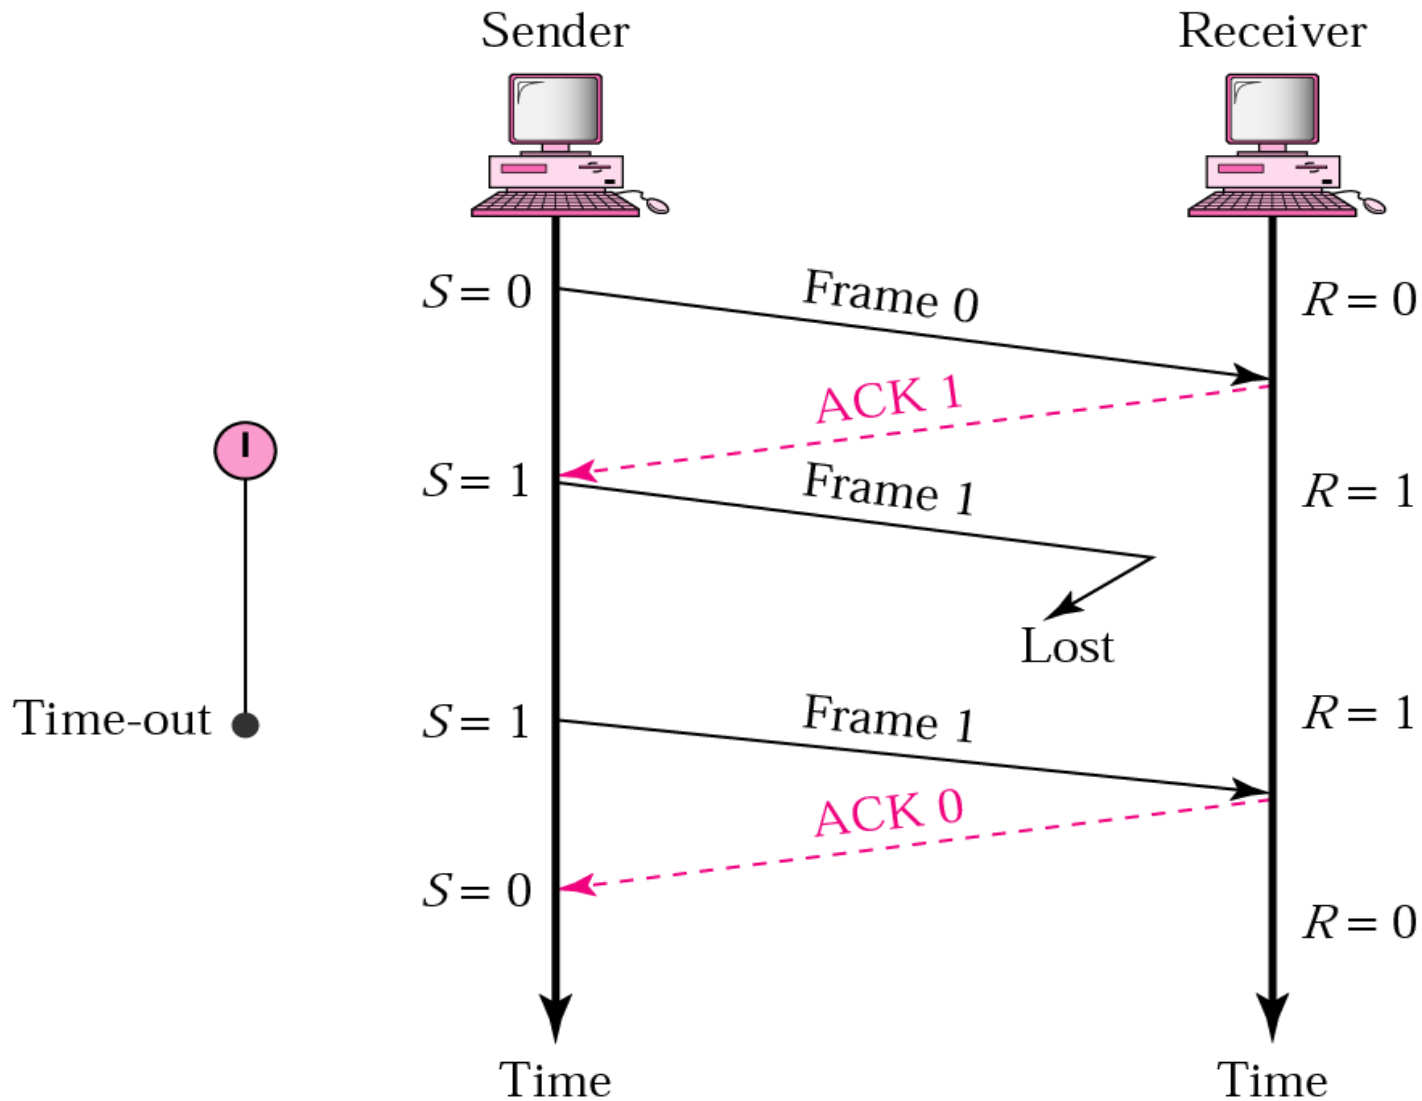 Sender
Receiver
S = 0
Frame 0
R = 0
ACK 1
S = 1
Frame 1
R = 1
Lost
Time-out
S = 1
Frame 1
R = 1
ACK 0
S = 0
R = 0
Time
Time